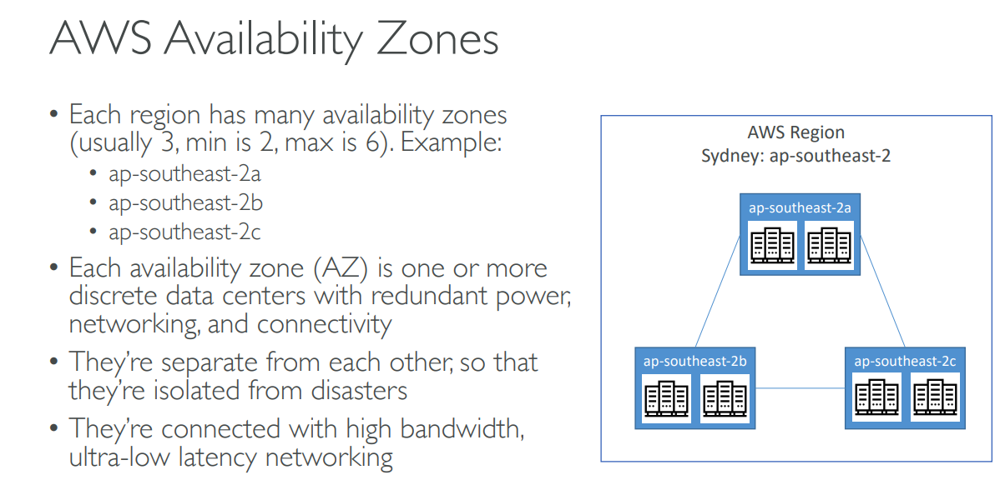 AWS Availability Zones
• Each region has many availability zones
(usually 3, min is 2, max is 6). Example:
• ap-southeast-2a
• ap-southeast-2b
• ap-southeast-2c
• Each availability zone (AZ) is one or more
discrete data centers with redundant power,
networking, and connectivity
• They’re separate from each other, so that
they’re isolated from disasters
• They’re connected with high bandwidth,
ultra-low latency networking
AWS Region
Sydney: ap-southeast-2
ap-southeast-2a
ap-southeast-2b
ap-southeast-2c